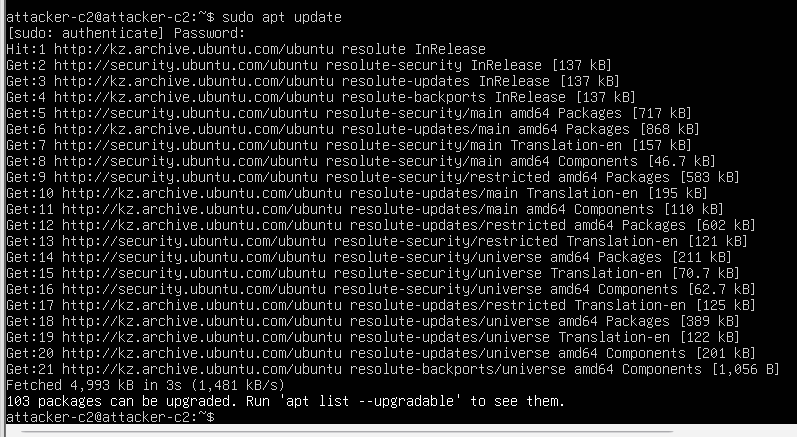 attacker-c2@attacker-c2:~$ sudo apt update
[sudo: authenticate] Password:
Hit:1 http://kz.archive.ubuntu.com/ubuntu resolute InRelease
Get:2 http://security.ubuntu.com/ubuntu resolute-security InRelease [137 kB]
Get:3 http://kz.archive.ubuntu.com/ubuntu resolute-updates InRelease [137 kB]
Get:4 http://kz.archive.ubuntu.com/ubuntu resolute-backports InRelease [137 kB]
Get:5 http://security.ubuntu.com/ubuntu resolute-security/main amd64 Packages [717 kB]
Get:6 http://kz.archive.ubuntu.com/ubuntu resolute-updates/main amd64 Packages [868 kB]
Get:7 http://security.ubuntu.com/ubuntu resolute-security/main Translation-en [157 kB]
Get:8 http://security.ubuntu.com/ubuntu resolute-security/main amd64 Components [46.7 kB]
Get:9 http://security.ubuntu.com/ubuntu resolute-security/restricted amd64 Packages [583 kB]
Get:10 http://kz.archive.ubuntu.com/ubuntu resolute-updates/main Translation-en [195 kB]
Get:11 http://kz.archive.ubuntu.com/ubuntu resolute-updates/main amd64 Components [110 kB]
Get:12 http://kz.archive.ubuntu.com/ubuntu resolute-updates/restricted amd64 Packages [602 kB]
Get:13 http://security.ubuntu.com/ubuntu resolute-security/restricted Translation-en [121 kB]
Get:14 http://security.ubuntu.com/ubuntu resolute-security/universe amd64 Packages [211 kB]
Get:15 http://security.ubuntu.com/ubuntu resolute-security/universe Translation-en [70.7 kB]
Get:16 http://security.ubuntu.com/ubuntu resolute-security/universe amd64 Components [62.7 kB]
Get:17 http://kz.archive.ubuntu.com/ubuntu resolute-updates/restricted Translation-en [125 kB]
Get:18 http://kz.archive.ubuntu.com/ubuntu resolute-updates/universe amd64 Packages [389 kB]
Get:19 http://kz.archive.ubuntu.com/ubuntu resolute-updates/universe Translation-en [122 kB]
Get:20 http://kz.archive.ubuntu.com/ubuntu resolute-updates/universe amd64 Components [201 kB]
Get:21 http://kz.archive.ubuntu.com/ubuntu resolute-backports/universe amd64 Components [1,056 B]
Fetched 4,993 kB in 3s (1,481 kB/s)
103 packages can be upgraded. Run 'apt list --upgradable' to see them.
attacker-c2@attacker-c2:~$